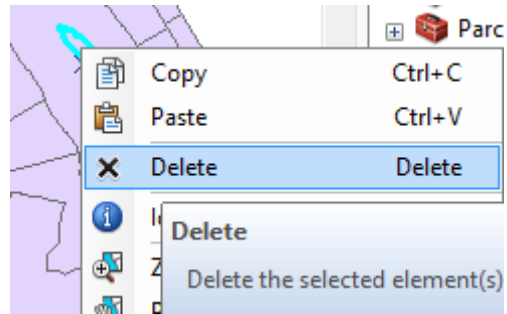 Parc
Copy Ctrl+C
Paste Ctrl+V
Delete Delete
Delete
Delete the selected element(s)